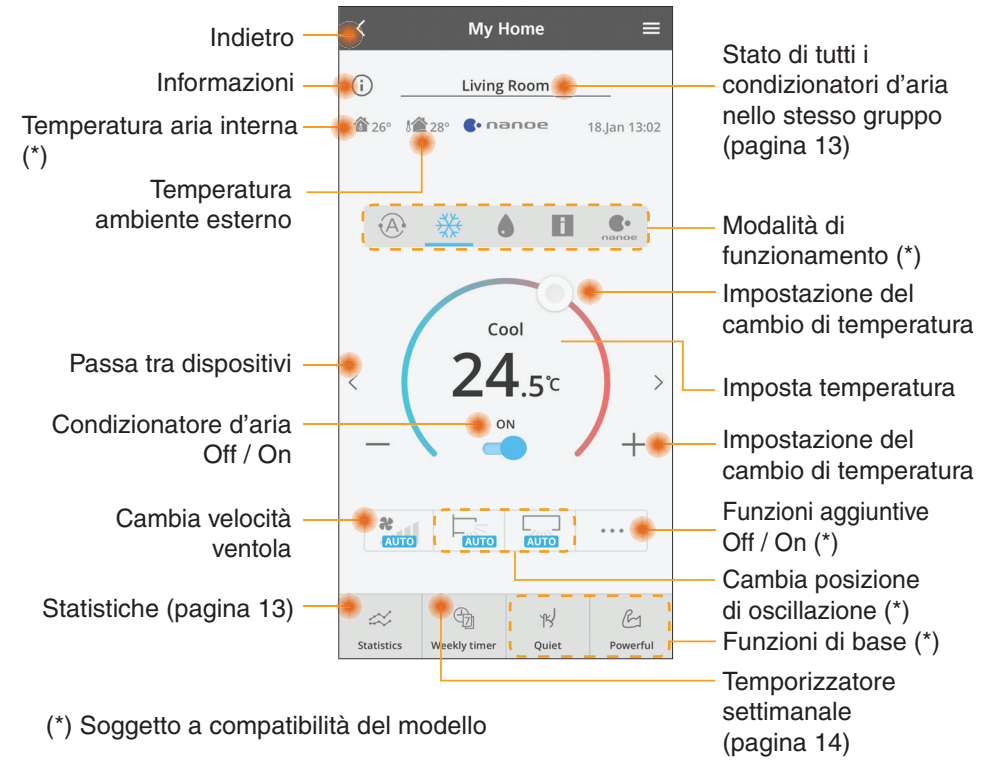 Indietro
Informazioni
Temperatura aria interna
(*)
Temperatura
ambiente esterno
Passa tra dispositivi
Condizionatore d'aria
Off / On
Cambia velocità
ventola
Statistiche (pagina 13)
My Home
Living Room
26° 28° nanoe 18.Jan 13:02
A i nanoe
Cool
24.5°C
ON
AUTO AUTO AUTO
Statistics Weekly timer Quiet Powerful
Stato di tutti i
condizionatori d'aria
nello stesso gruppo
(pagina 13)
Modalità di
funzionamento (*)
Impostazione del
cambio di temperatura
Imposta temperatura
Impostazione del
cambio di temperatura
Funzioni aggiuntive
Off / On (*)
Cambia posizione
di oscillazione (*)
Funzioni di base (*)
Temporizzatore
settimanale
(pagina 14)
(*) Soggetto a compatibilità del modello